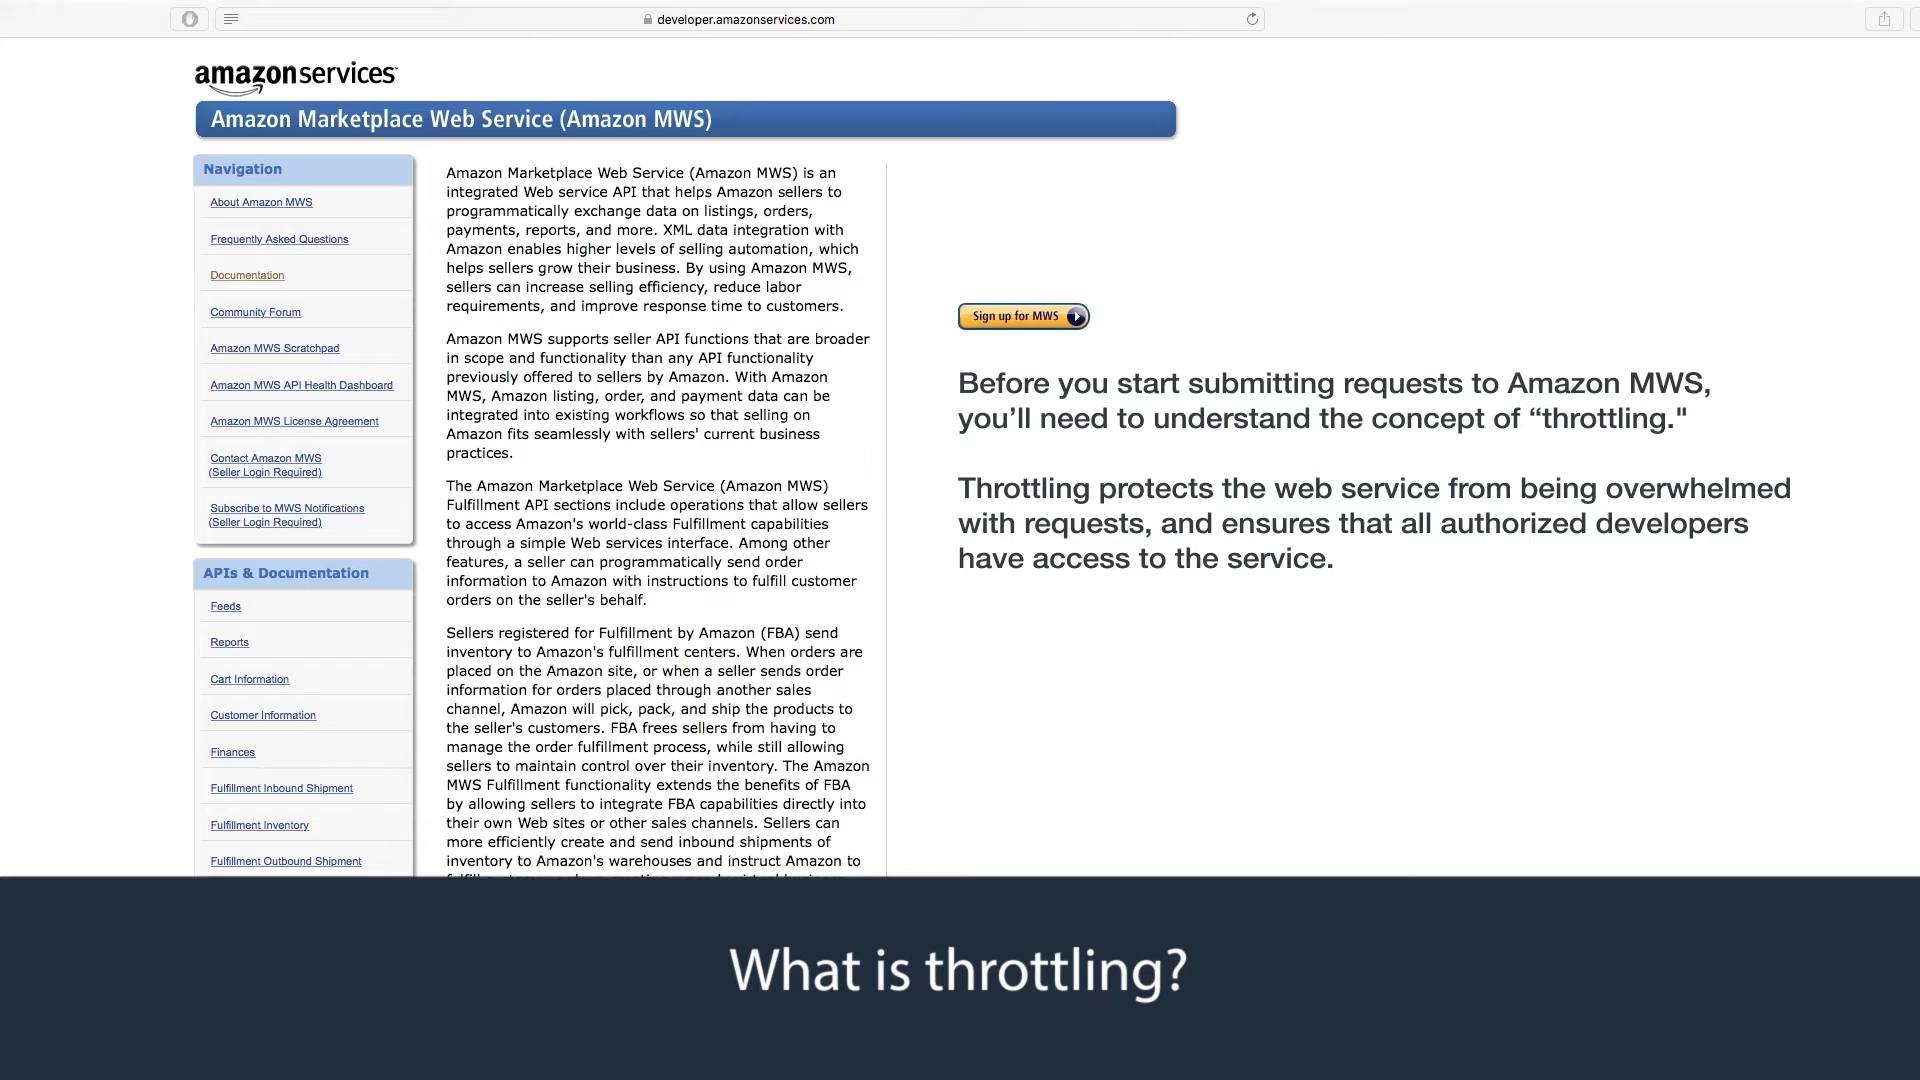 developer.amazonservices.com
amazonservices
Amazon Marketplace Web Service (Amazon MWS)
Navigation
About Amazon MWS
Frequently Asked Questions
Documentation
Community Forum
Amazon MWS Scratchpad
Amazon MWS API Health Dashboard
Amazon MWS License Agreement
Contact Amazon MWS
(Seller Login Required)
Subscribe to MWS Notifications
(Seller Login Required)
APIs & Documentation
Feeds
Reports
Cart Information
Customer Information
Finances
Fulfillment Inbound Shipment
Fulfillment Inventory
Fulfillment Outbound Shipment
Amazon Marketplace Web Service (Amazon MWS) is an
integrated Web service API that helps Amazon sellers to
programmatically exchange data on listings, orders,
payments, reports, and more. XML data integration with
Amazon enables higher levels of selling automation, which
helps sellers grow their business. By using Amazon MWS,
sellers can increase selling efficiency, reduce labor
requirements, and improve response time to customers.
Amazon MWS supports seller API functions that are broader
in scope and functionality than any API functionality
previously offered to sellers by Amazon. With Amazon
MWS, Amazon listing, order, and payment data can be
integrated into existing workflows so that selling on
Amazon fits seamlessly with sellers' current business
practices.
The Amazon Marketplace Web Service (Amazon MWS)
Fulfillment API sections include operations that allow sellers
to access Amazon's world-class Fulfillment capabilities
through a simple Web services interface. Among other
features, a seller can programmatically send order
information to Amazon with instructions to fulfill customer
orders on the seller's behalf.
Sellers registered for Fulfillment by Amazon (FBA) send
inventory to Amazon's fulfillment centers. When orders are
placed on the Amazon site, or when a seller sends order
information for orders placed through another sales
channel, Amazon will pick, pack, and ship the products to
the seller's customers. FBA frees sellers from having to
manage the order fulfillment process, while still allowing
sellers to maintain control over their inventory. The Amazon
MWS Fulfillment functionality extends the benefits of FBA
by allowing sellers to integrate FBA capabilities directly into
their own Web sites or other sales channels. Sellers can
more efficiently create and send inbound shipments of
inventory to Amazon's warehouses and instruct Amazon to
Sign up for MWS
Before you start submitting requests to Amazon MWS,
you’ll need to understand the concept of “throttling."
Throttling protects the web service from being overwhelmed
with requests, and ensures that all authorized developers
have access to the service.
What is throttling?